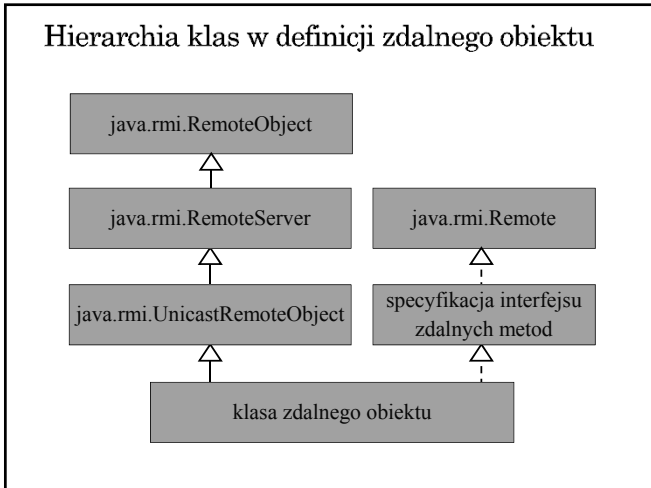 Hierarchia klas w definicji zdalnego obiektu
java.rmi.RemoteObject
java.rmi.RemoteServer
java.rmi.Remote
java.rmi.UnicastRemoteObject
specyfikacja interfejsu
zdalnych metod
klasa zdalnego obiektu